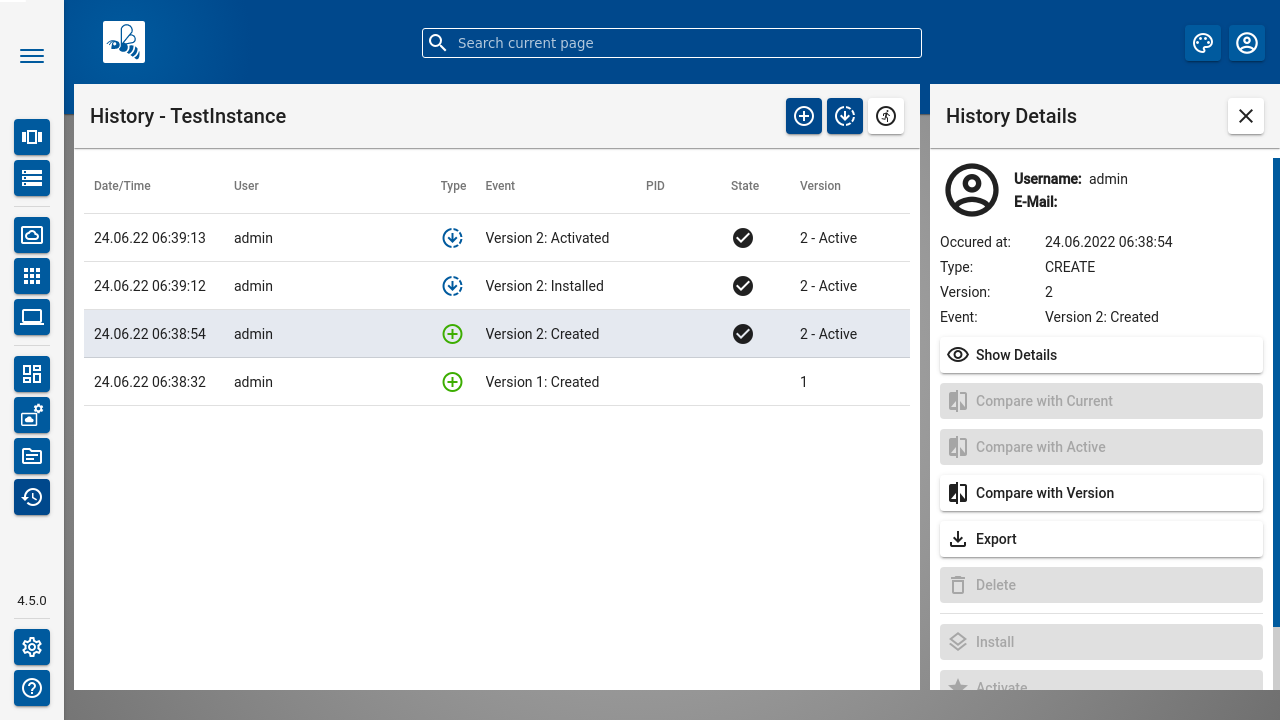 Search current page
History - TestInstance
History Details
Date/Time User Type Event PID State Version
24.06.22 06:39:13 admin Version 2: Activated 2 - Active
24.06.22 06:39:12 admin Version 2: Installed 2 - Active
24.06.22 06:38:54 admin Version 2: Created 2 - Active
24.06.22 06:38:32 admin Version 1: Created 1
Username: admin
E-Mail:
Occured at: 24.06.2022 06:38:54
Type: CREATE
Version: 2
Event: Version 2: Created
Show Details
Compare with Current
Compare with Active
Compare with Version
Export
Delete
Install
Activate
4.5.0